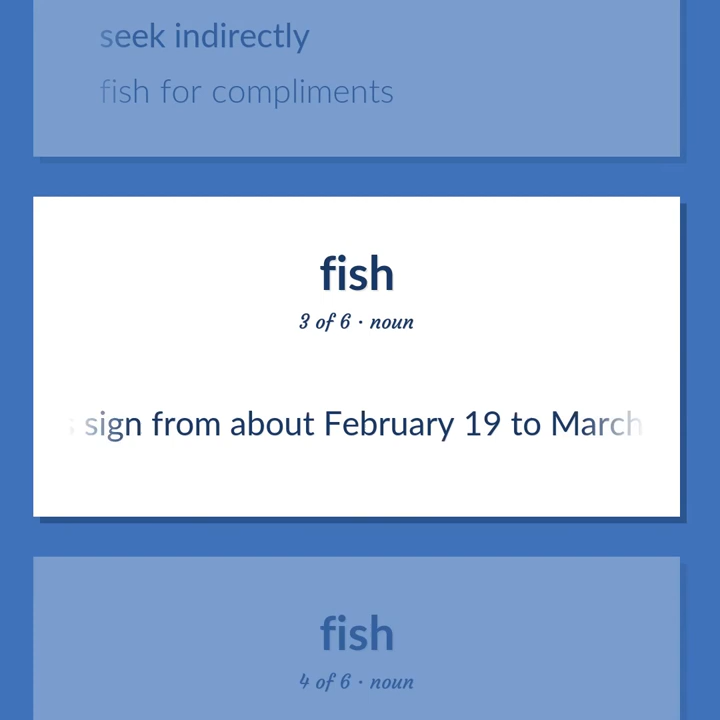 seek indirectly
fish for compliments
fish
3 of 6 · noun
sign from about February 19 to March
fish
4 of 6 · noun